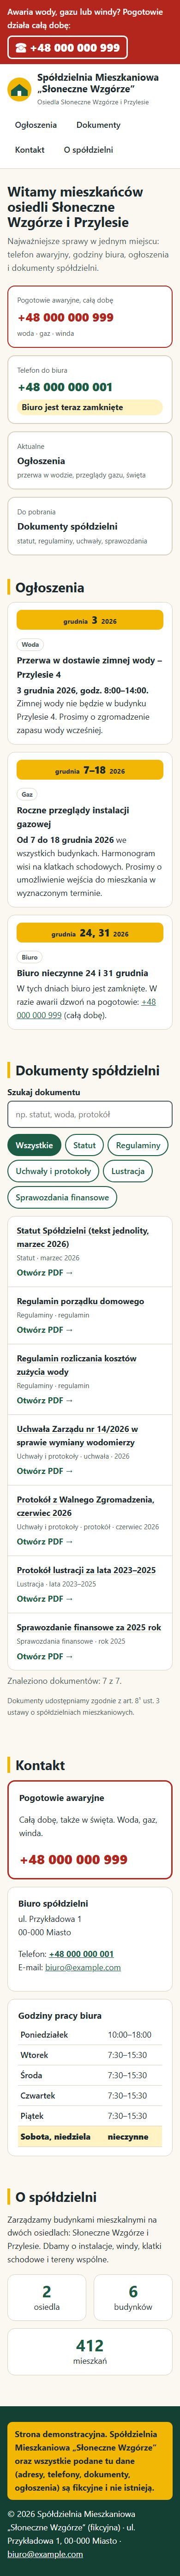 Awaria wody, gazu lub windy? Pogotowie
działa całą dobę:
☎ +48 000 000 999
Spółdzielnia Mieszkaniowa
„Słoneczne Wzgórze”
Osiedla Słoneczne Wzgórze i Przylesie
Ogłoszenia Dokumenty
Kontakt O spółdzielni
Witamy mieszkańców
osiedli Słoneczne
Wzgórze i Przylesie
Najważniejsze sprawy w jednym miejscu:
telefon awaryjny, godziny biura, ogłoszenia
i dokumenty spółdzielni.
Pogotowie awaryjne, całą dobę
+48 000 000 999
woda · gaz · winda
Telefon do biura
+48 000 000 001
Biuro jest teraz zamknięte
Aktualne
Ogłoszenia
przerwa w wodzie, przeglądy gazu, święta
Do pobrania
Dokumenty spółdzielni
statut, regulaminy, uchwały, sprawozdania
Ogłoszenia
grudnia 3 2026
Woda
Przerwa w dostawie zimnej wody –
Przylesie 4
3 grudnia 2026, godz. 8:00–14:00.
Zimnej wody nie będzie w budynku
Przylesie 4. Prosimy o zgromadzenie
zapasu wody wcześniej.
grudnia 7–18 2026
Gaz
Roczne przeglądy instalacji
gazowej
Od 7 do 18 grudnia 2026 we
wszystkich budynkach. Harmonogram
wisi na klatkach schodowych. Prosimy o
umożliwienie wejścia do mieszkania w
wyznaczonym terminie.
grudnia 24, 31 2026
Biuro
Biuro nieczynne 24 i 31 grudnia
W tych dniach biuro jest zamknięte. W
razie awarii dzwoń na pogotowie: +48
000 000 999 (całą dobę).
Dokumenty spółdzielni
Szukaj dokumentu
np. statut, woda, protokół
Wszystkie Statut Regulaminy
Uchwały i protokoły Lustracja
Sprawozdania finansowe
Statut Spółdzielni (tekst jednolity,
marzec 2026)
Statut · marzec 2026
Otwórz PDF →
Regulamin porządku domowego
Regulaminy · regulamin
Otwórz PDF →
Regulamin rozliczania kosztów
zużycia wody
Regulaminy · regulamin
Otwórz PDF →
Uchwała Zarządu nr 14/2026 w
sprawie wymiany wodomierzy
Uchwały i protokoły · uchwała · 2026
Otwórz PDF →
Protokół z Walnego Zgromadzenia,
czerwiec 2026
Uchwały i protokoły · protokół · czerwiec 2026
Otwórz PDF →
Protokół lustracji za lata 2023–2025
Lustracja · lata 2023–2025
Otwórz PDF →
Sprawozdanie finansowe za 2025 rok
Sprawozdania finansowe · rok 2025
Otwórz PDF →
Znaleziono dokumentów: 7 z 7.
Dokumenty udostępniamy zgodnie z art. 8¹ ust. 3
ustawy o spółdzielniach mieszkaniowych.
Kontakt
Pogotowie awaryjne
Całą dobę, także w święta. Woda, gaz,
winda.
+48 000 000 999
Biuro spółdzielni
ul. Przykładowa 1
00-000 Miasto
Telefon: +48 000 000 001
E-mail: biuro@example.com
Godziny pracy biura
Poniedziałek 10:00–18:00
Wtorek 7:30–15:30
Środa 7:30–15:30
Czwartek 7:30–15:30
Piątek 7:30–15:30
Sobota, niedziela nieczynne
O spółdzielni
Zarządzamy budynkami mieszkalnymi na
dwóch osiedlach: Słoneczne Wzgórze i
Przylesie. Dbamy o instalacje, windy, klatki
schodowe i tereny wspólne.
2 6
osiedla budynków
412
mieszkań
Strona demonstracyjna. Spółdzielnia
Mieszkaniowa „Słoneczne Wzgórze”
oraz wszystkie podane tu dane
(adresy, telefony, dokumenty,
ogłoszenia) są fikcyjne i nie istnieją.
© 2026 Spółdzielnia Mieszkaniowa
„Słoneczne Wzgórze” (fikcyjna) · ul.
Przykładowa 1, 00-000 Miasto ·
biuro@example.com